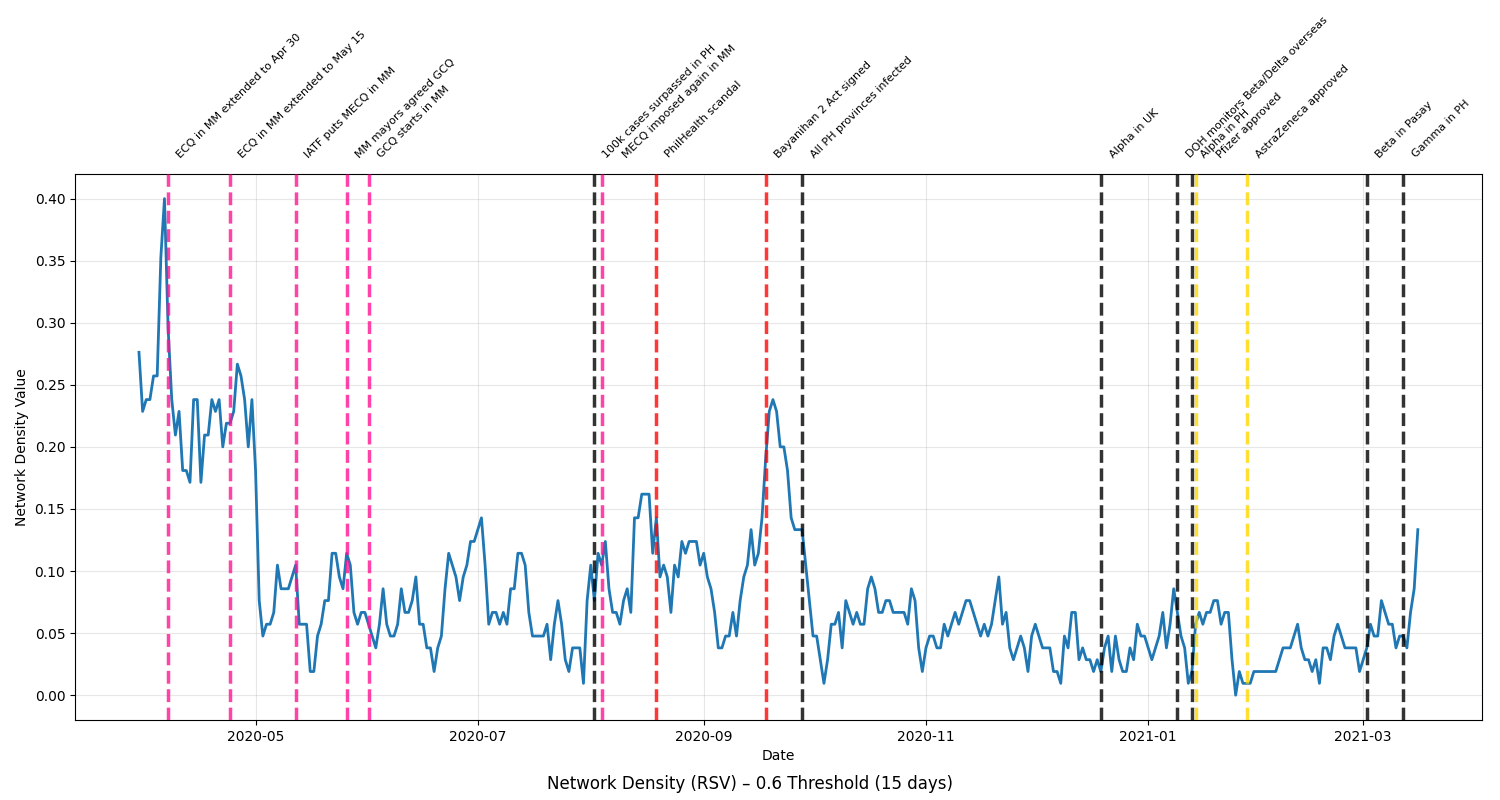 ECQ in MM extended to Apr 30
ECQ in MM extended to May 15
IATF puts MECQ in MM
MM mayors agreed GCQ
GCQ starts in MM
100k cases surpassed in PH
MECQ imposed again in MM
PhilHealth scandal
Bayanihan 2 Act signed
All PH provinces infected
Alpha in UK
DOH monitors Beta/Delta overseas
Alpha in PH
Pfizer approved
AstraZeneca approved
Beta in Pasay
Gamma in PH
Network Density Value
0.40
0.35
0.30
0.25
0.20
0.15
0.10
0.05
0.00
2020-05
2020-07
2020-09
2020-11
2021-01
2021-03
Date
Network Density (RSV) – 0.6 Threshold (15 days)